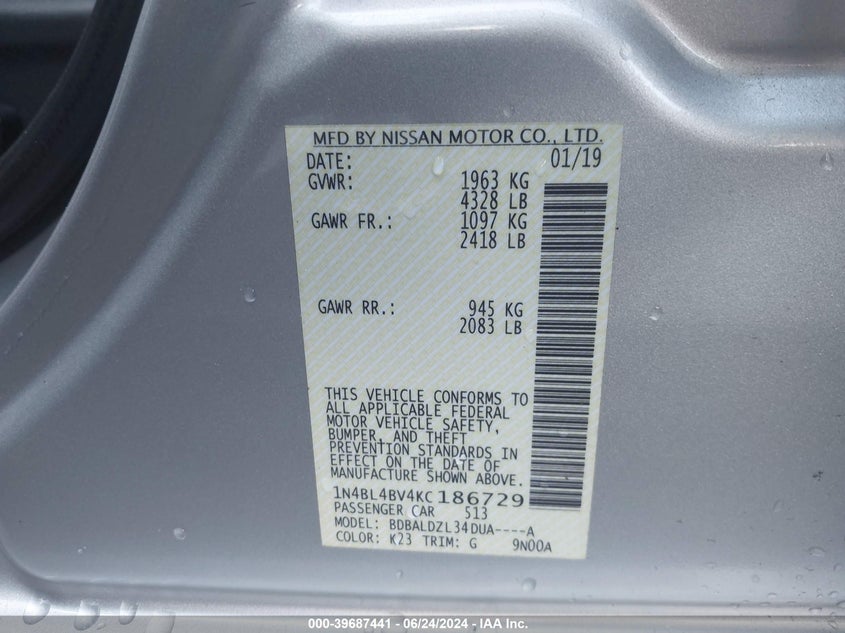 MFD BY NISSAN MOTOR CO., LTD.
DATE: 01/19
GVWR: 1963 KG
4328 LB
GAWR FR.: 1097 KG
2418 LB
GAWR RR.: 945 KG
2083 LB
THIS VEHICLE CONFORMS TO
ALL APPLICABLE FEDERAL
MOTOR VEHICLE SAFETY,
BUMPER, AND THEFT
PREVENTION STANDARDS IN
EFFECT ON THE DATE OF
MANUFACTURE SHOWN ABOVE.
1N4BL4BV4KC186729
PASSENGER CAR 513
MODEL: BDBALDZL34DUA----A
COLOR: K23 TRIM: G 9N00A
000-39687441 - 06/24/2024 - IAA Inc.